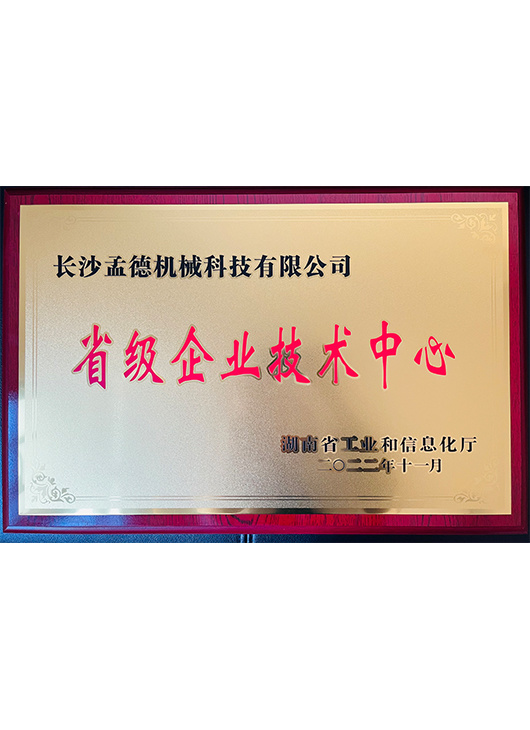 长沙孟德机械科技有限公司
省级企业技术中心
湖南省工业和信息化厅
二〇二二年十一月